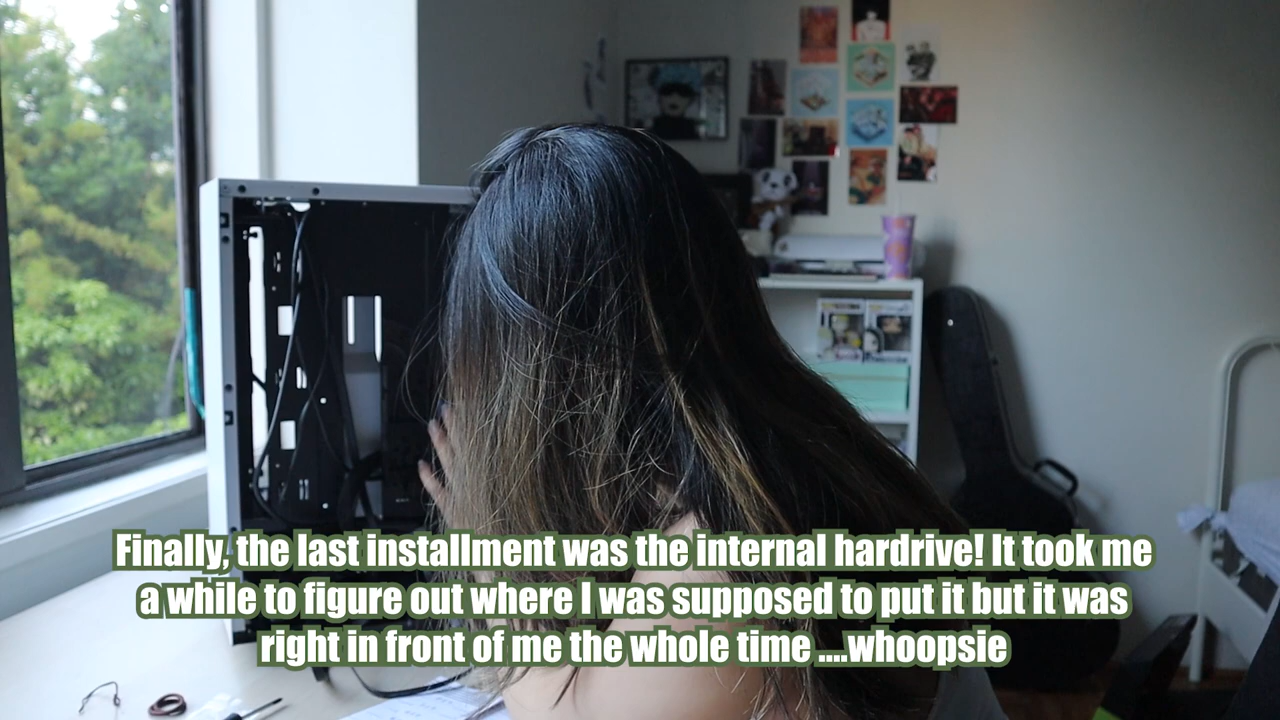 Finally, the last installment was the internal hardrive! It took me
a while to figure out where I was supposed to put it but it was
right in front of me the whole time ....whoopsie